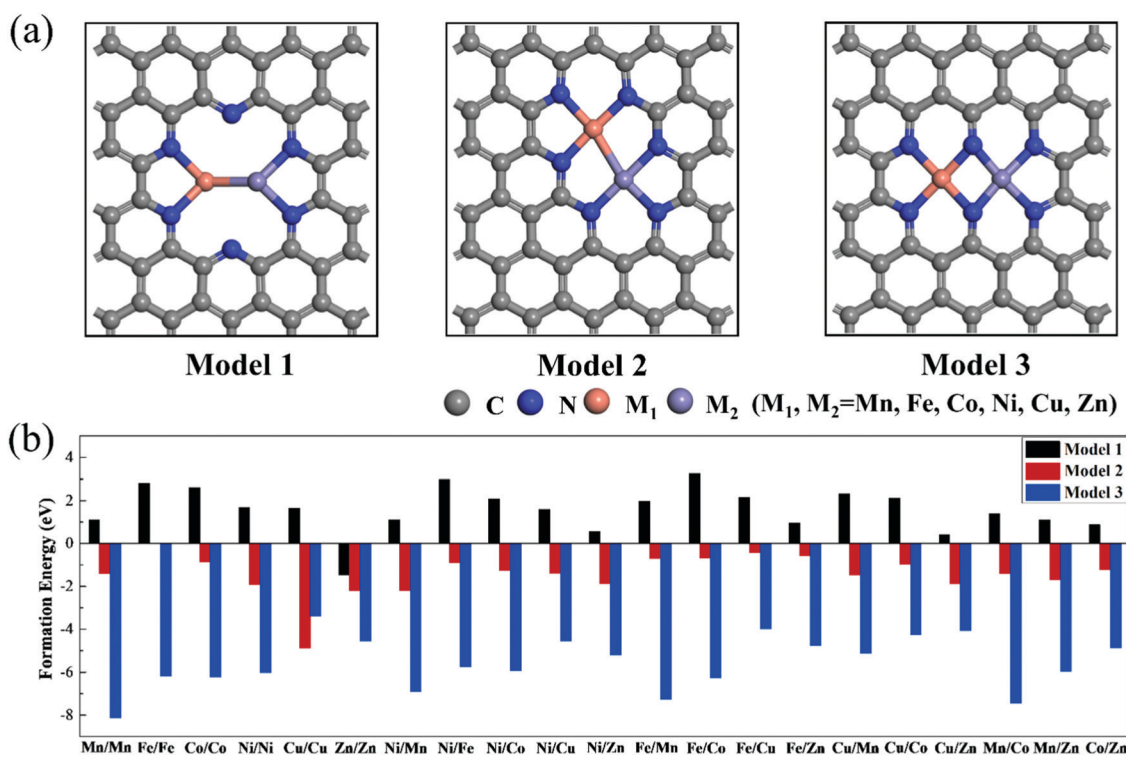 (a)
Model 1 Model 2 Model 3
C N M₁ M₂ (M₁, M₂=Mn, Fe, Co, Ni, Cu, Zn)
(b)
Model 1
Model 2
Model 3
Formation Energy (eV)
4
2
0
-2
-4
-6
-8
Mn/Mn Fe/Fe Co/Co Ni/Ni Cu/Cu Zn/Zn Ni/Mn Ni/Fe Ni/Co Ni/Cu Ni/Zn Fe/Mn Fe/Co Fe/Cu Fe/Zn Cu/Mn Cu/Co Cu/Zn Mn/Co Mn/Zn Co/Zn